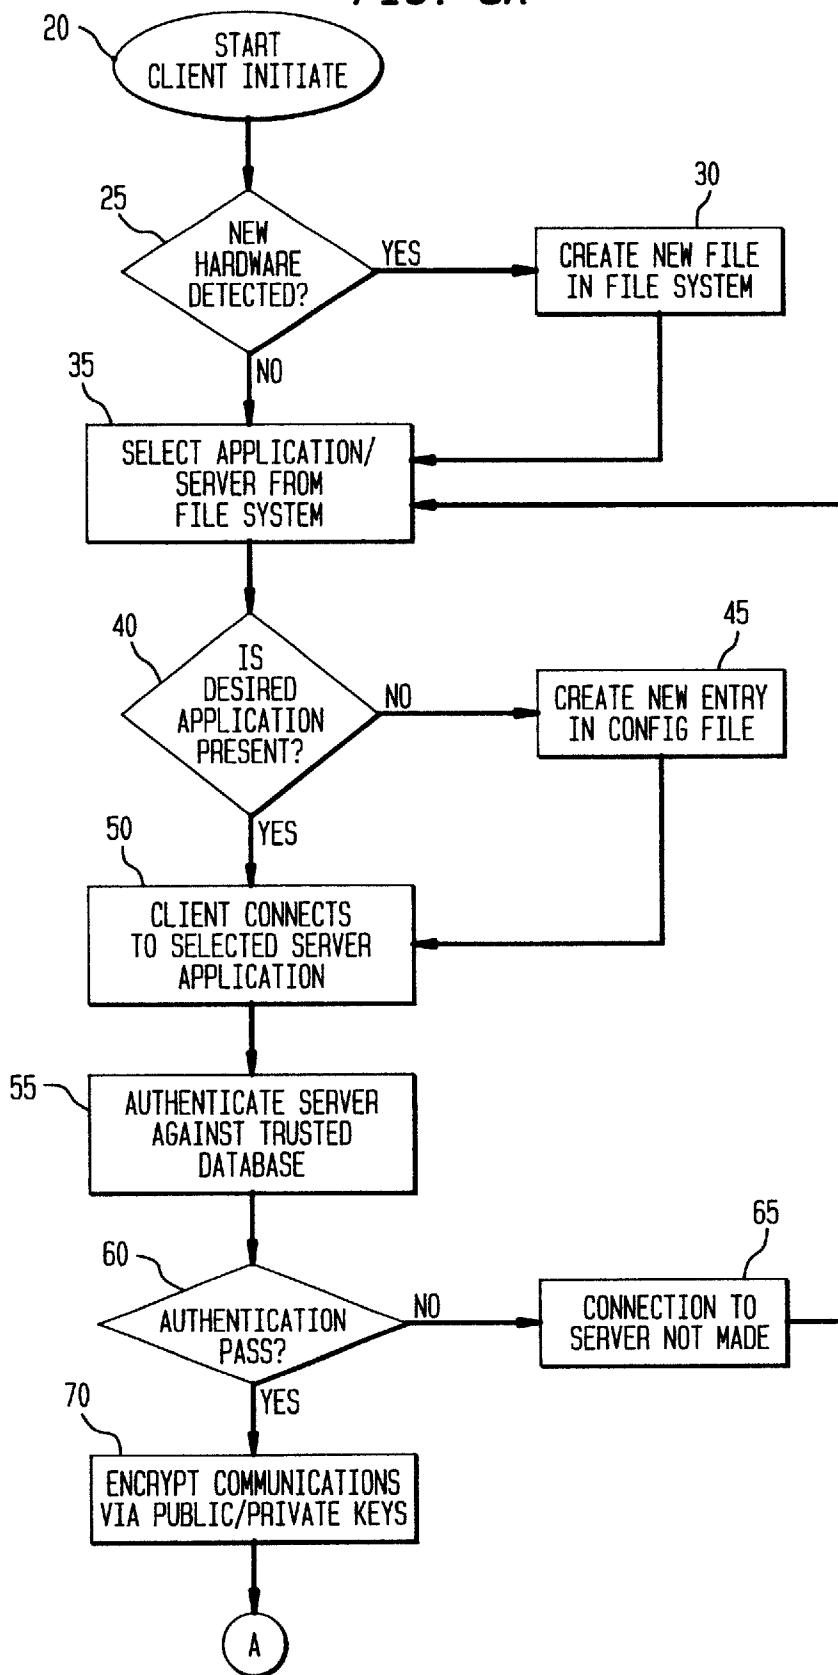 20
START
CLIENT INITIATE
25
NEW
HARDWARE
DETECTED?
YES
30
CREATE NEW FILE
IN FILE SYSTEM
NO
35
SELECT APPLICATION/
SERVER FROM
FILE SYSTEM
40
IS
DESIRED
APPLICATION
PRESENT?
NO
45
CREATE NEW ENTRY
IN CONFIG FILE
YES
50
CLIENT CONNECTS
TO SELECTED SERVER
APPLICATION
55
AUTHENTICATE SERVER
AGAINST TRUSTED
DATABASE
60
AUTHENTICATION
PASS?
NO
65
CONNECTION TO
SERVER NOT MADE
YES
70
ENCRYPT COMMUNICATIONS
VIA PUBLIC/PRIVATE KEYS
A